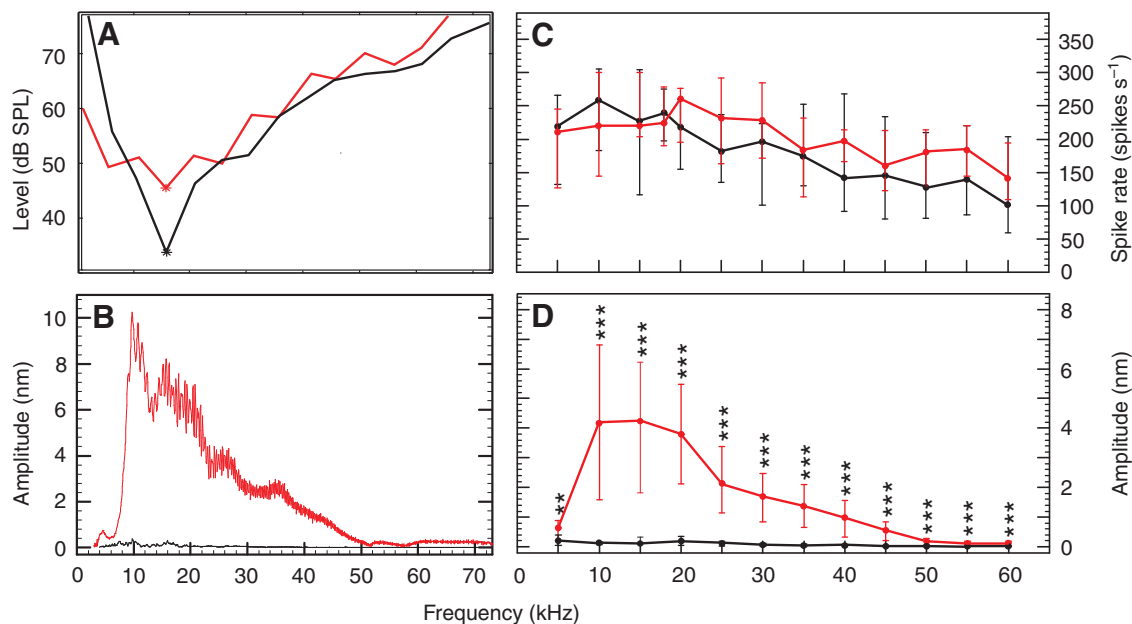 A
Level (dB SPL)
70
60
50
40
C
350
300
250
200
150
100
50
0
Spike rate (spikes s⁻¹)
B
Amplitude (nm)
10
8
6
4
2
0
0 10 20 30 40 50 60 70
D
** *** *** *** *** *** *** *** *** *** *** ***
8
6
4
2
0
Amplitude (nm)
0 10 20 30 40 50 60
Frequency (kHz)